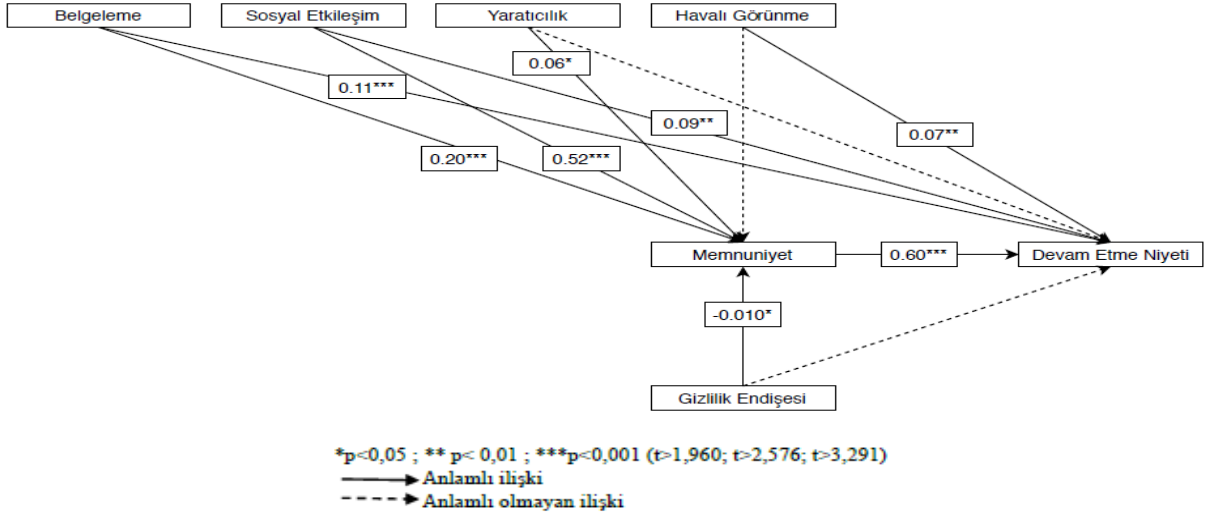 Belgeleme
Sosyal Etkileşim
Yaratıcılık
Havalı Görünme
0.06*
0.11***
0.09**
0.07**
0.20***
0.52***
Memnuniyet
0.60***
Devam Etme Niyeti
-0.010*
Gizlilik Endişesi
*p<0,05 ; ** p< 0,01 ; ***p<0,001 (t>1,960; t>2,576; t>3,291)
Anlamlı ilişki
Anlamlı olmayan ilişki